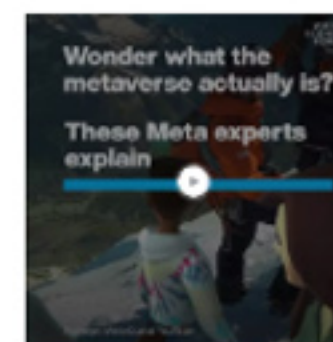 Wonder what the
metaverse actually is?
These Meta experts
explain